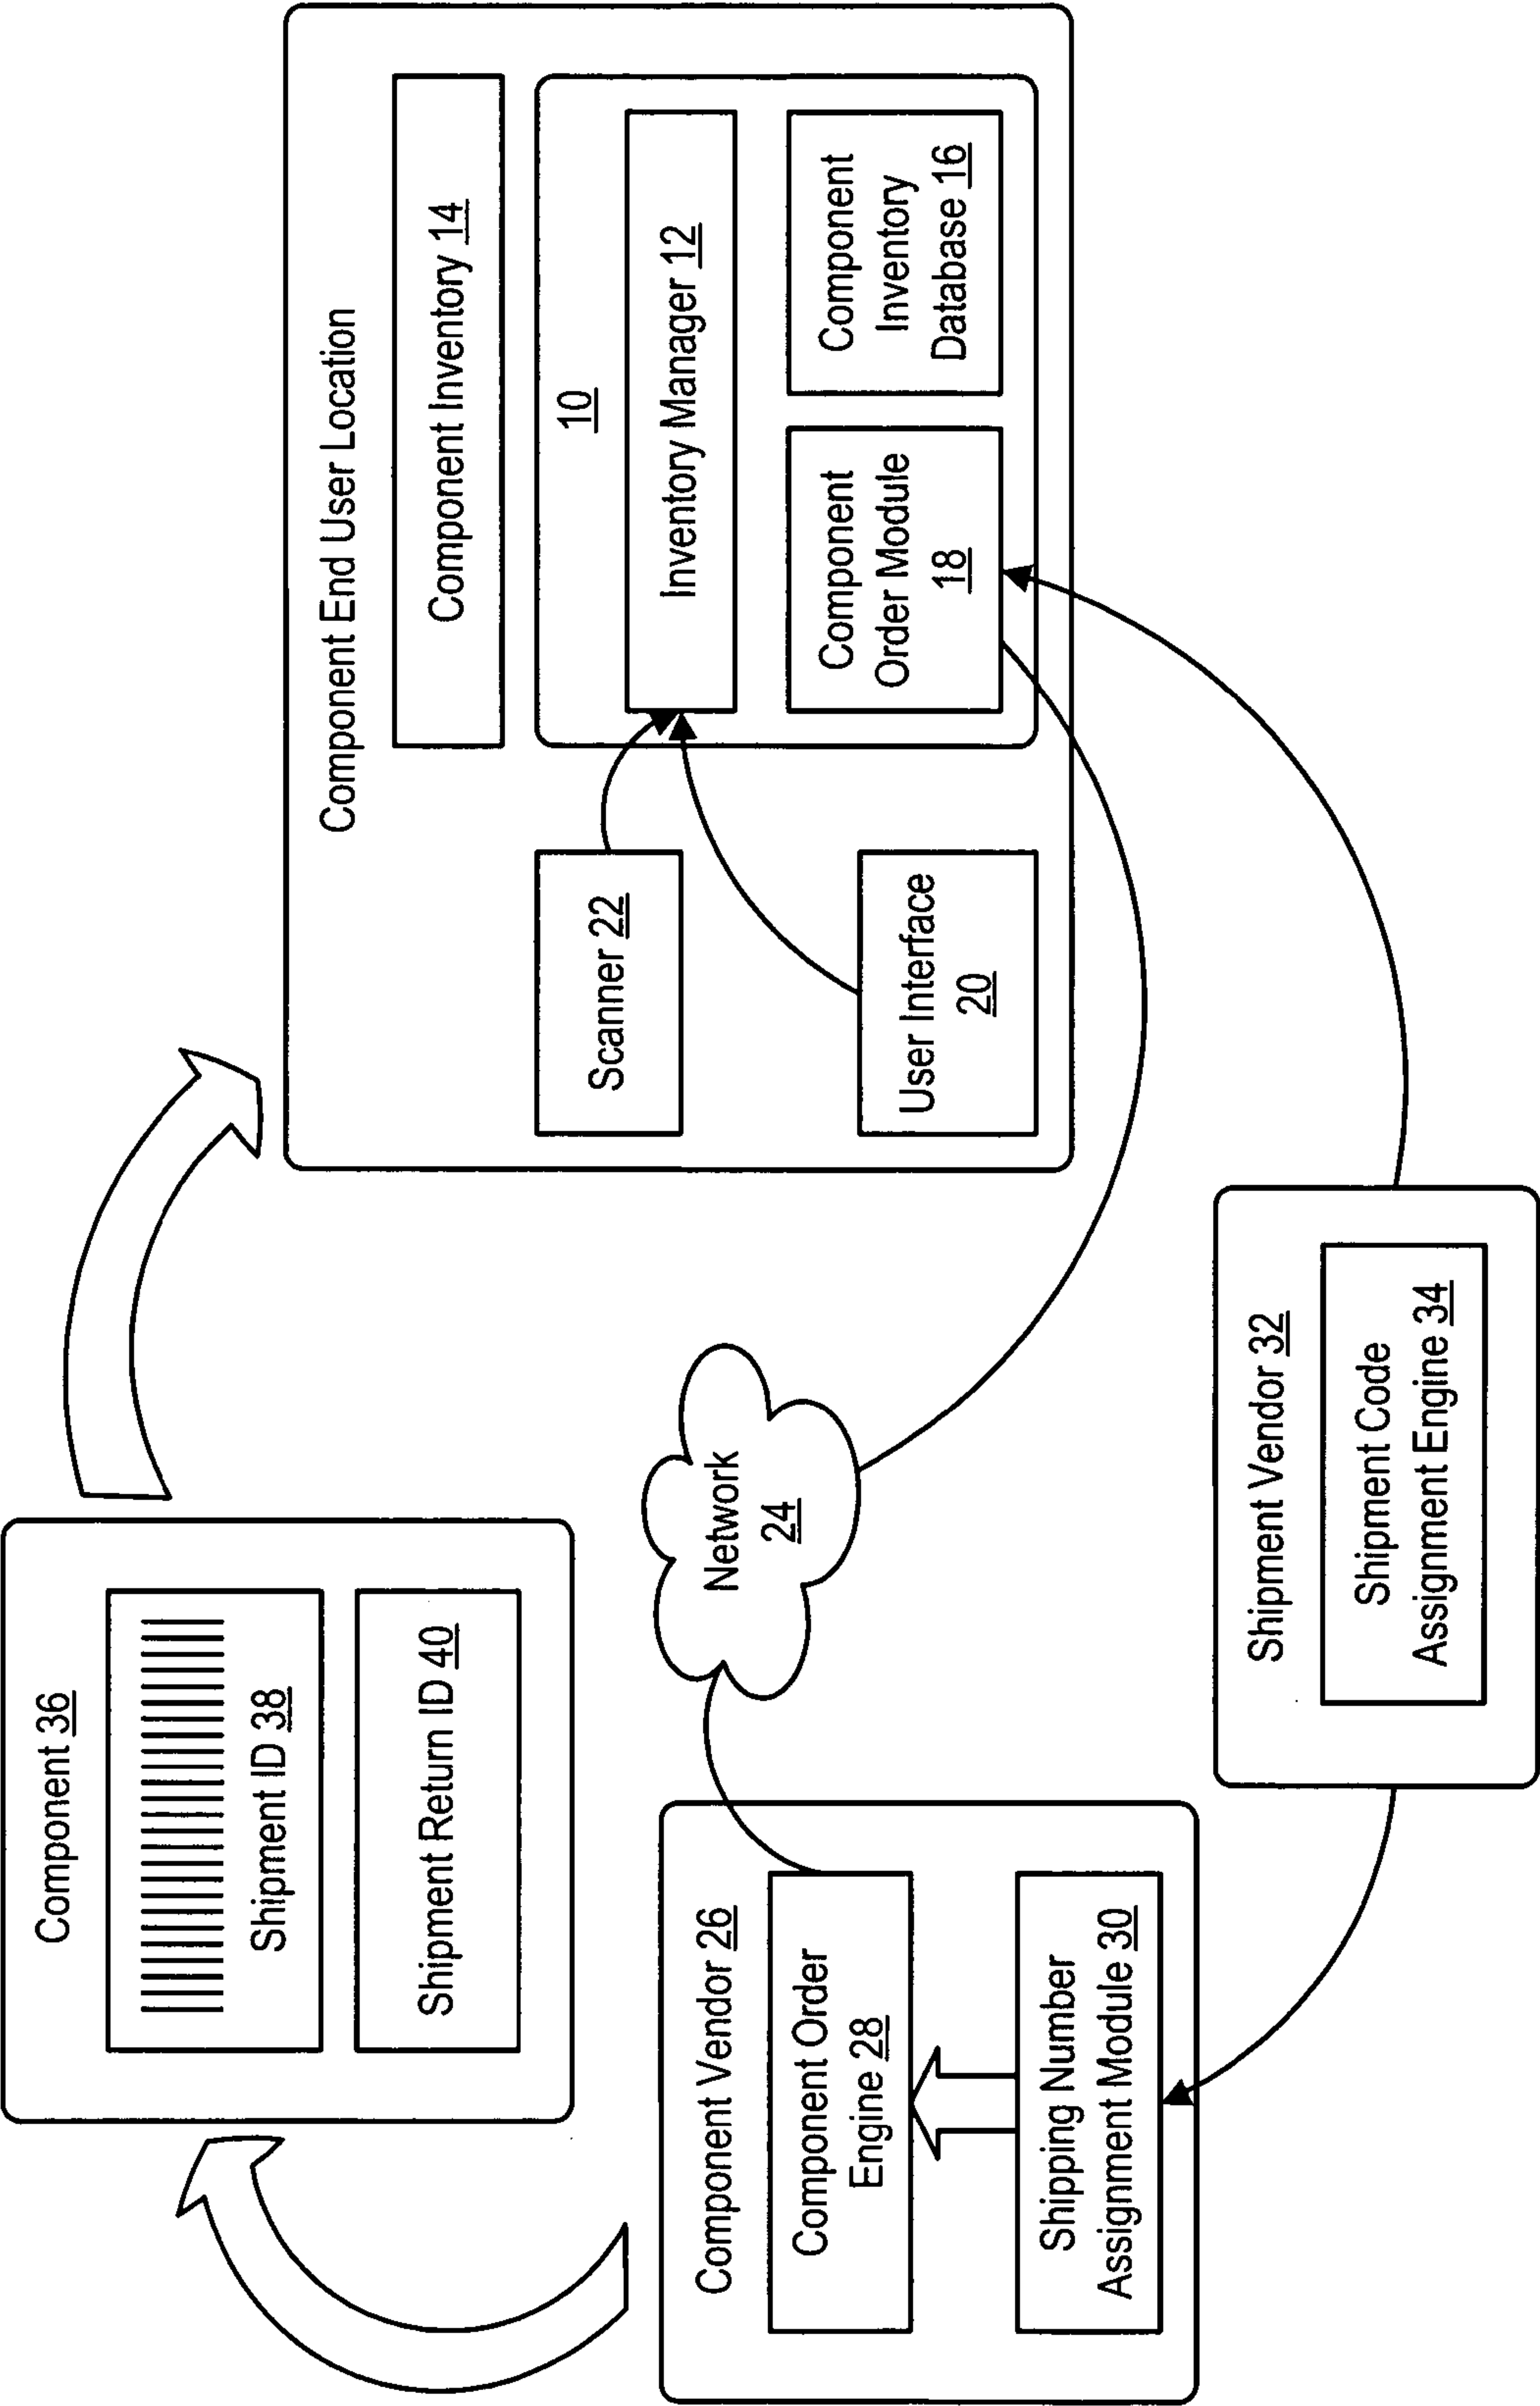 Component 36
Shipment ID 38
Shipment Return ID 40
Component End User Location
Component Inventory 14
10
Inventory Manager 12
Scanner 22
User Interface
20
Component
Order Module
18
Component
Inventory
Database 16
Network
24
Component Vendor 26
Component Order
Engine 28
Shipping Number
Assignment Module 30
Shipment Vendor 32
Shipment Code
Assignment Engine 34